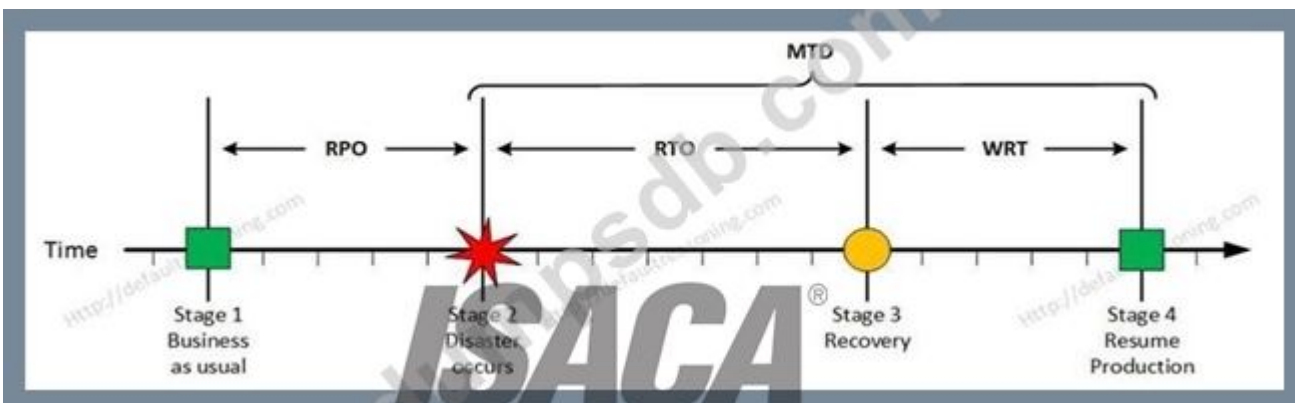 MTD
RPO
RTO
WRT
Time
Stage 1
Business
as usual
Stage 2
Disaster
occurs
Stage 3
Recovery
Stage 4
Resume
Production
ISACA®